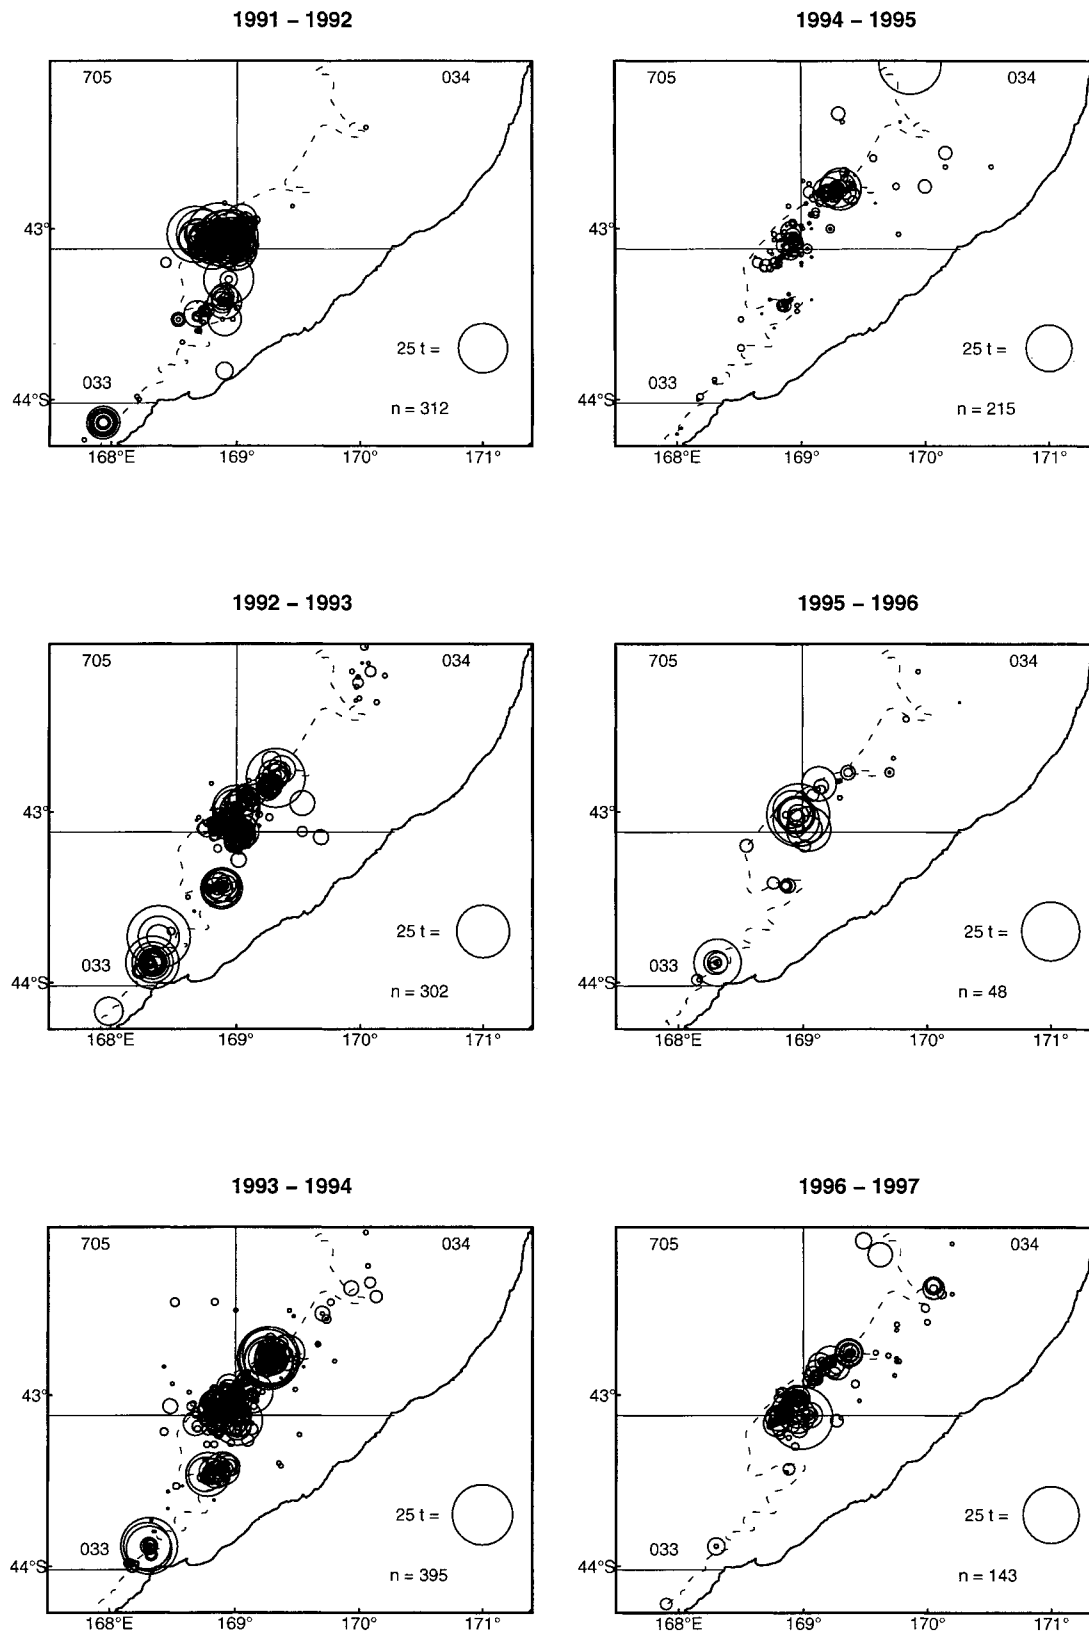 1991 – 1992
705
034
43°
25 t =
033
44°S
n = 312
168°E
169°
170°
171°
1994 – 1995
705
034
43°
25 t =
033
44°S
n = 215
168°E
169°
170°
171°
1992 – 1993
705
034
43°
25 t =
033
44°S
n = 302
168°E
169°
170°
171°
1995 – 1996
705
034
43°
25 t =
033
44°S
n = 48
168°E
169°
170°
171°
1993 – 1994
705
034
43°
25 t =
033
44°S
n = 395
168°E
169°
170°
171°
1996 – 1997
705
034
43°
25 t =
033
44°S
n = 143
168°E
169°
170°
171°